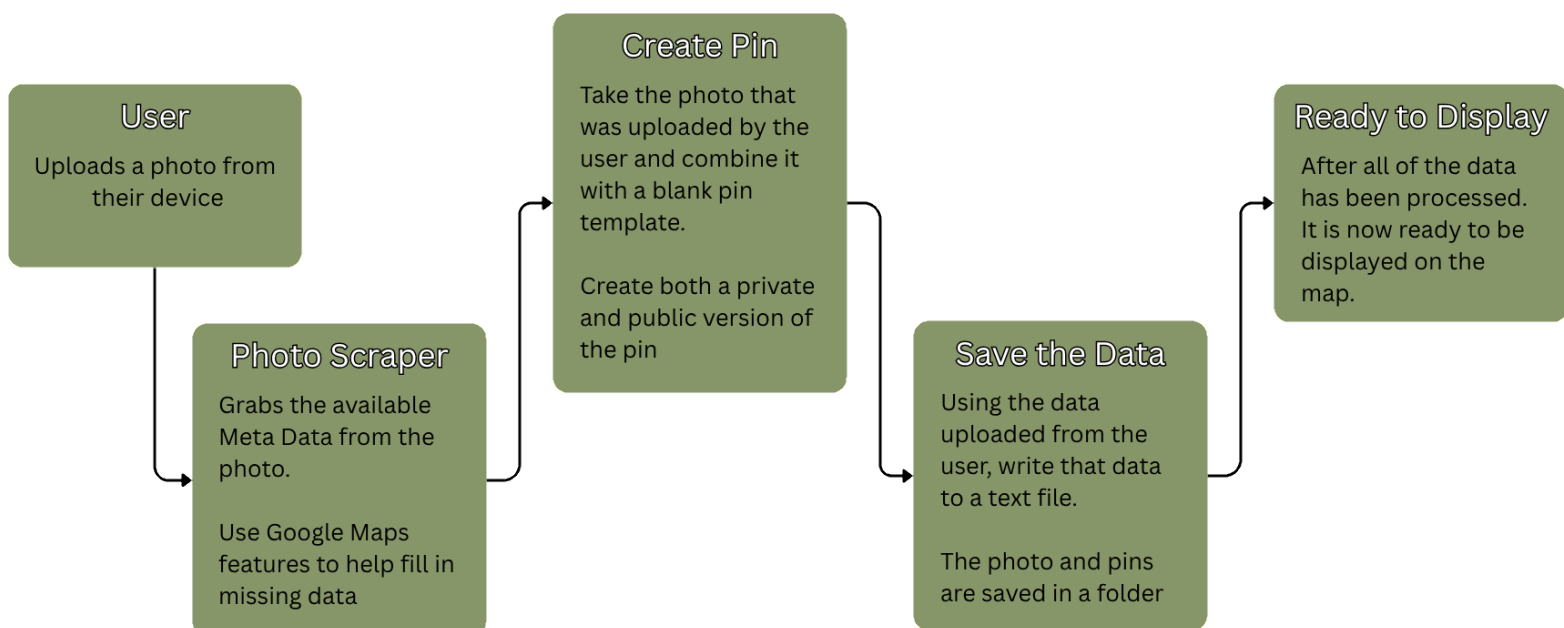 User
Uploads a photo from
their device
Photo Scraper
Grabs the available
Meta Data from the
photo.
Use Google Maps
features to help fill in
missing data
Create Pin
Take the photo that
was uploaded by the
user and combine it
with a blank pin
template.
Create both a private
and public version of
the pin
Save the Data
Using the data
uploaded from the
user, write that data
to a text file.
The photo and pins
are saved in a folder
Ready to Display
After all of the data
has been processed.
It is now ready to be
displayed on the
map.